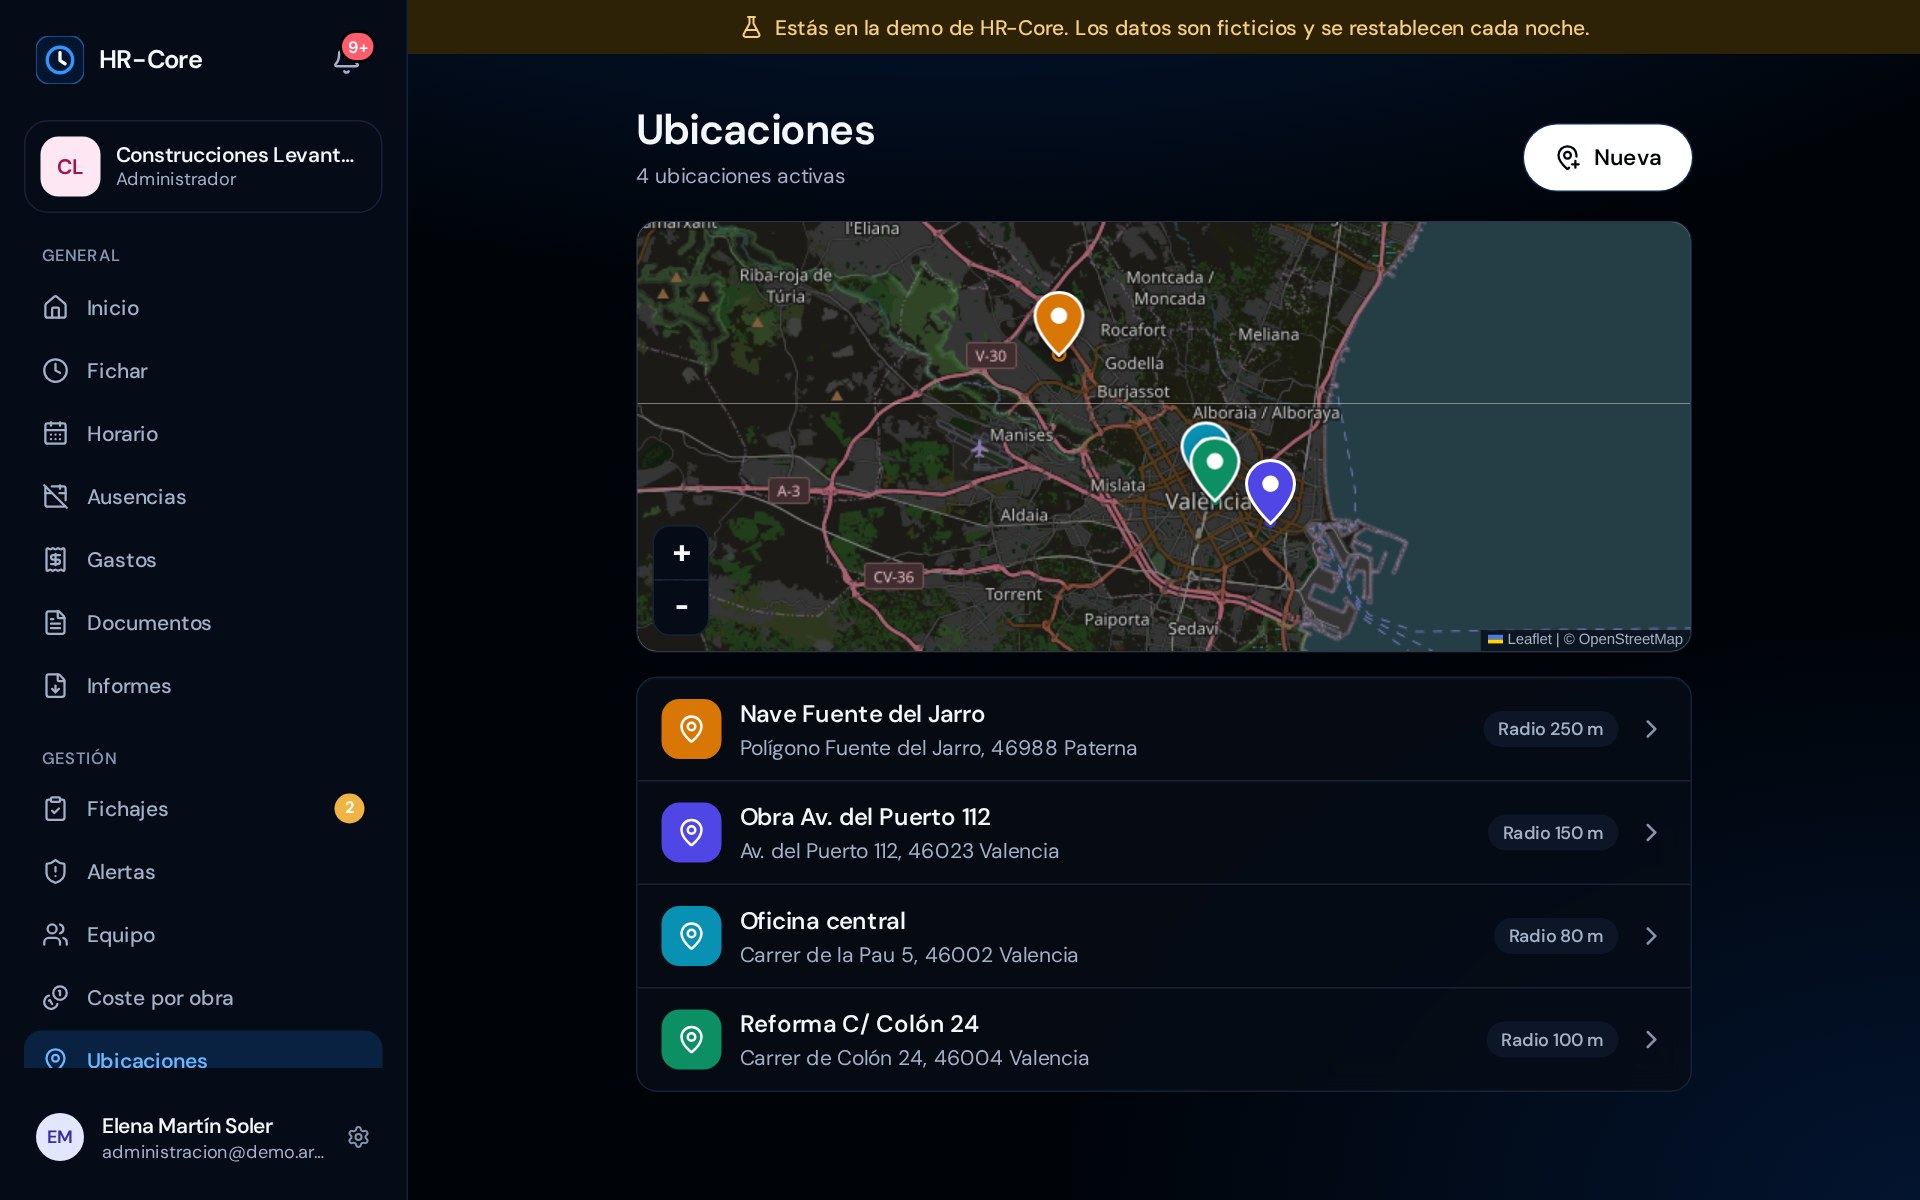 HR-Core
9+
CL
Construcciones Levant...
Administrador
GENERAL
Inicio
Fichar
Horario
Ausencias
Gastos
Documentos
Informes
GESTIÓN
Fichajes
2
Alertas
Equipo
Coste por obra
Ubicaciones
EM
Elena Martín Soler
administracion@demo.ar...
Estás en la demo de HR-Core. Los datos son ficticios y se restablecen cada noche.
Ubicaciones
4 ubicaciones activas
Nueva
l'Eliana
Riba-roja de
Túria
Montcada /
Moncada
Rocafort
Meliana
V-30
Godella
Burjassot
Alboraia / Alboraya
Manises
A-3
Mislata
València
Aldaia
+
-
CV-36
Torrent
Paiporta
Sedaví
Leaflet | © OpenStreetMap
Nave Fuente del Jarro
Polígono Fuente del Jarro, 46988 Paterna
Radio 250 m
Obra Av. del Puerto 112
Av. del Puerto 112, 46023 Valencia
Radio 150 m
Oficina central
Carrer de la Pau 5, 46002 Valencia
Radio 80 m
Reforma C/ Colón 24
Carrer de Colón 24, 46004 Valencia
Radio 100 m